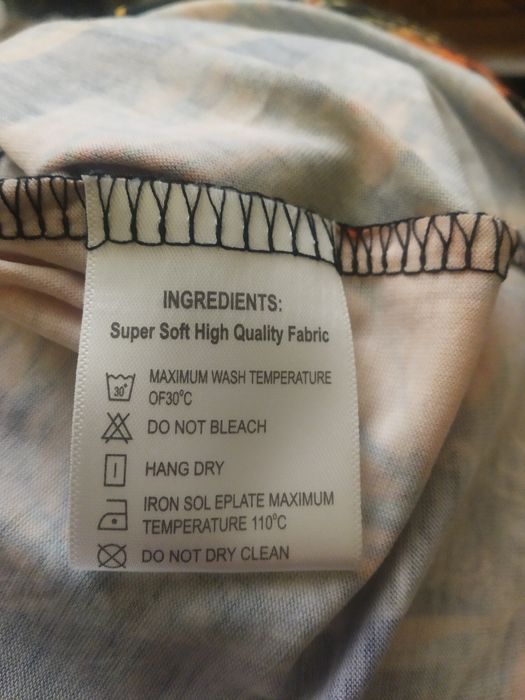 INGREDIENTS:
Super Soft High Quality Fabric
30° MAXIMUM WASH TEMPERATURE
OF30°C
DO NOT BLEACH
HANG DRY
IRON SOL EPLATE MAXIMUM
TEMPERATURE 110°C
DO NOT DRY CLEAN